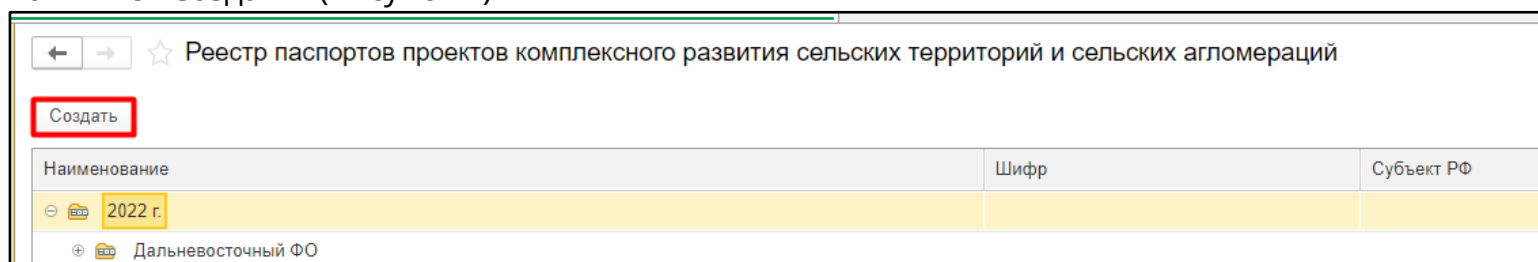 Реестр паспортов проектов комплексного развития сельских территорий и сельских агломераций
Создать
Наименование Шифр Субъект РФ
2022 г.
Дальневосточный ФО